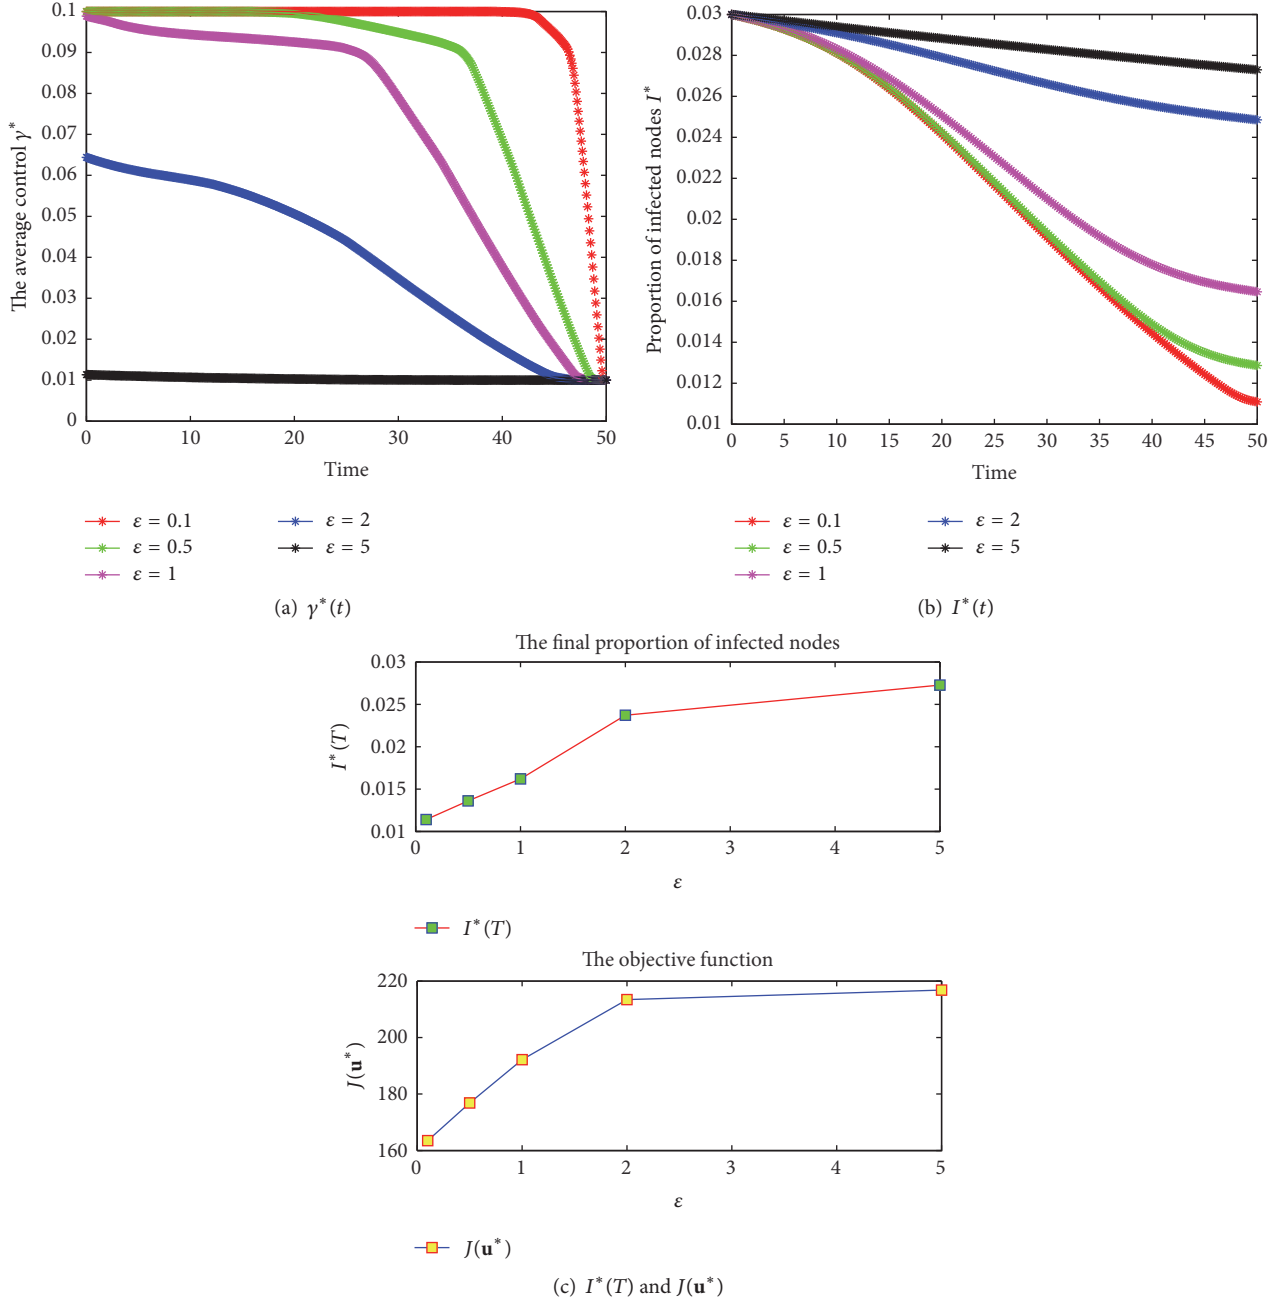 The average control γ*
0.1
0.09
0.08
0.07
0.06
0.05
0.04
0.03
0.02
0.01
0
0 10 20 30 40 50
Time
ε = 0.1
ε = 0.5
ε = 1
ε = 2
ε = 5
(a) γ*(t)
Proportion of infected nodes I*
0.03
0.028
0.026
0.024
0.022
0.02
0.018
0.016
0.014
0.012
0.01
0 5 10 15 20 25 30 35 40 45 50
Time
ε = 0.1
ε = 0.5
ε = 1
ε = 2
ε = 5
(b) I*(t)
The final proportion of infected nodes
I*(T)
0.03
0.025
0.02
0.015
0.01
0 1 2 3 4 5
ε
I*(T)
The objective function
J(u*)
220
200
180
160
0 1 2 3 4 5
ε
J(u*)
(c) I*(T) and J(u*)